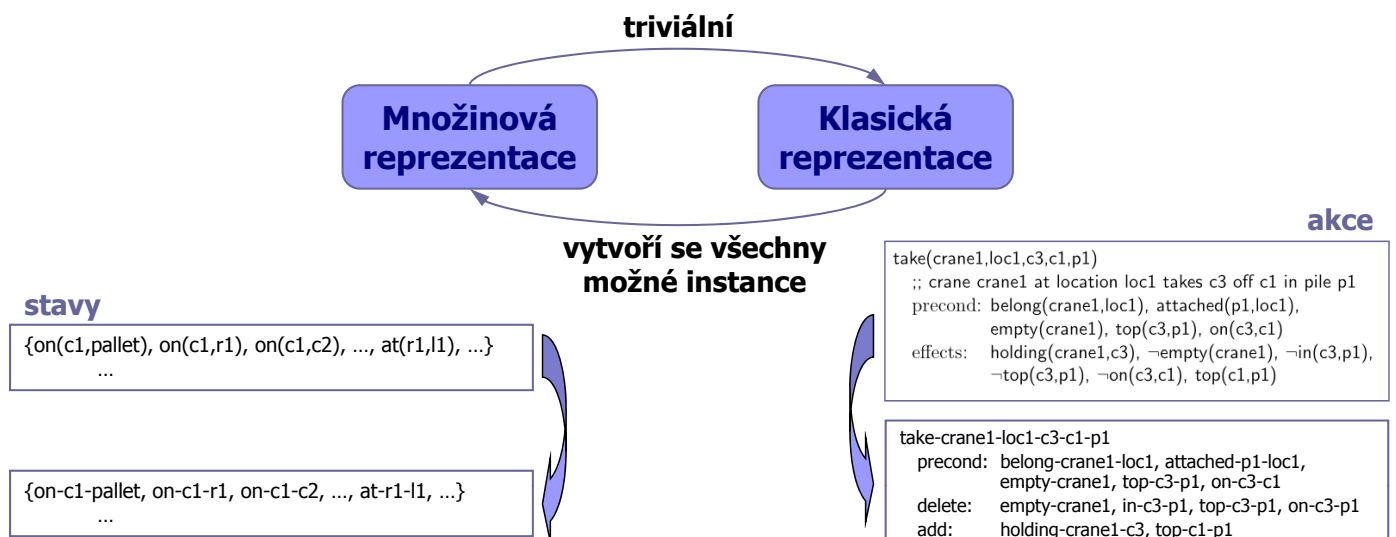 triviální
Množinová
reprezentace
Klasická
reprezentace
vytvoří se všechny
možné instance
akce
take(crane1,loc1,c3,c1,p1)
;; crane crane1 at location loc1 takes c3 off c1 in pile p1
precond: belong(crane1,loc1), attached(p1,loc1),
empty(crane1), top(c3,p1), on(c3,c1)
effects: holding(crane1,c3), ¬empty(crane1), ¬in(c3,p1),
¬top(c3,p1), ¬on(c3,c1), top(c1,p1)
stavy
{on(c1,pallet), on(c1,r1), on(c1,c2), ..., at(r1,l1), ...}
...
{on-c1-pallet, on-c1-r1, on-c1-c2, ..., at-r1-l1, ...}
...
take-crane1-loc1-c3-c1-p1
precond: belong-crane1-loc1, attached-p1-loc1,
empty-crane1, top-c3-p1, on-c3-c1
delete: empty-crane1, in-c3-p1, top-c3-p1, on-c3-p1
add: holding-crane1-c3, top-c1-p1